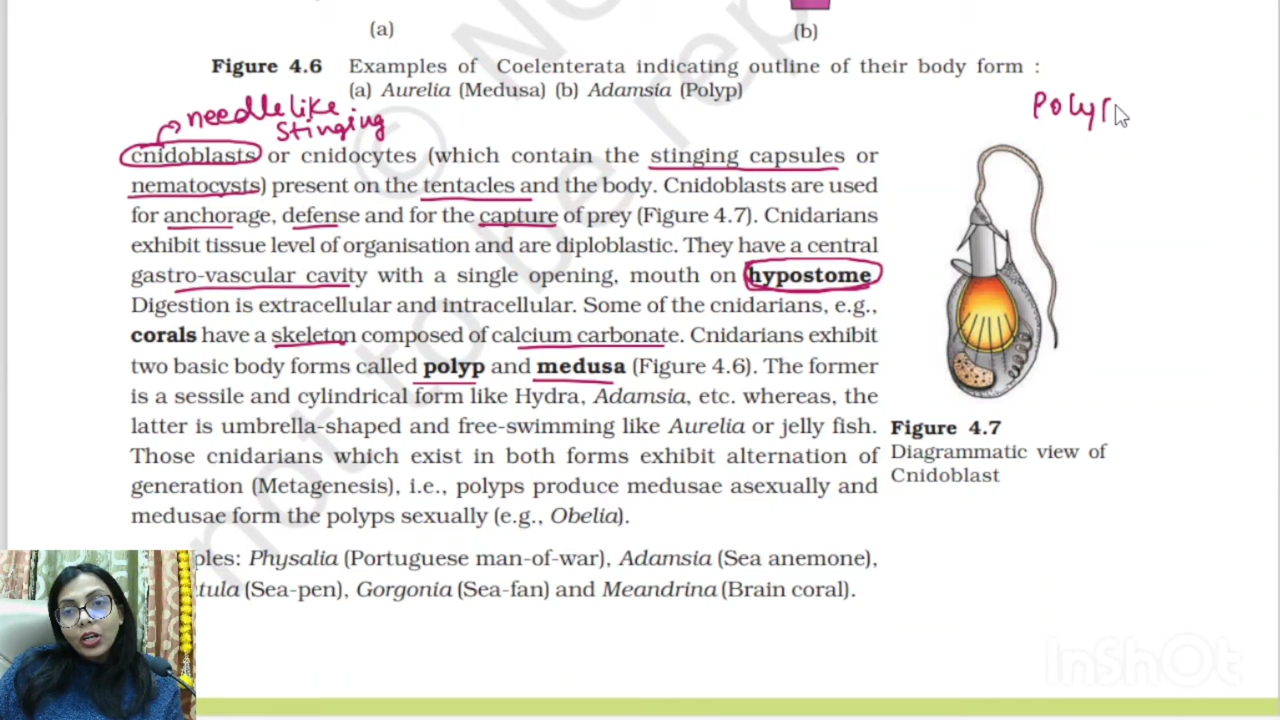 (a)
(b)
Figure 4.6 Examples of Coelenterata indicating outline of their body form :
(a) Aurelia (Medusa) (b) Adamsia (Polyp)
needle like
stinging
Polyp
cnidoblasts or cnidocytes (which contain the stinging capsules or
nematocysts) present on the tentacles and the body. Cnidoblasts are used
for anchorage, defense and for the capture of prey (Figure 4.7). Cnidarians
exhibit tissue level of organisation and are diploblastic. They have a central
gastro-vascular cavity with a single opening, mouth on hypostome
Digestion is extracellular and intracellular. Some of the cnidarians, e.g.,
corals have a skeleton composed of calcium carbonate. Cnidarians exhibit
two basic body forms called polyp and medusa (Figure 4.6). The former
is a sessile and cylindrical form like Hydra, Adamsia, etc. whereas, the
latter is umbrella-shaped and free-swimming like Aurelia or jelly fish.
Those cnidarians which exist in both forms exhibit alternation of
generation (Metagenesis), i.e., polyps produce medusae asexually and
medusae form the polyps sexually (e.g., Obelia).
Figure 4.7
Diagrammatic view of
Cnidoblast
ples: Physalia (Portuguese man-of-war), Adamsia (Sea anemone),
tula (Sea-pen), Gorgonia (Sea-fan) and Meandrina (Brain coral).
not to be rep
InShOt